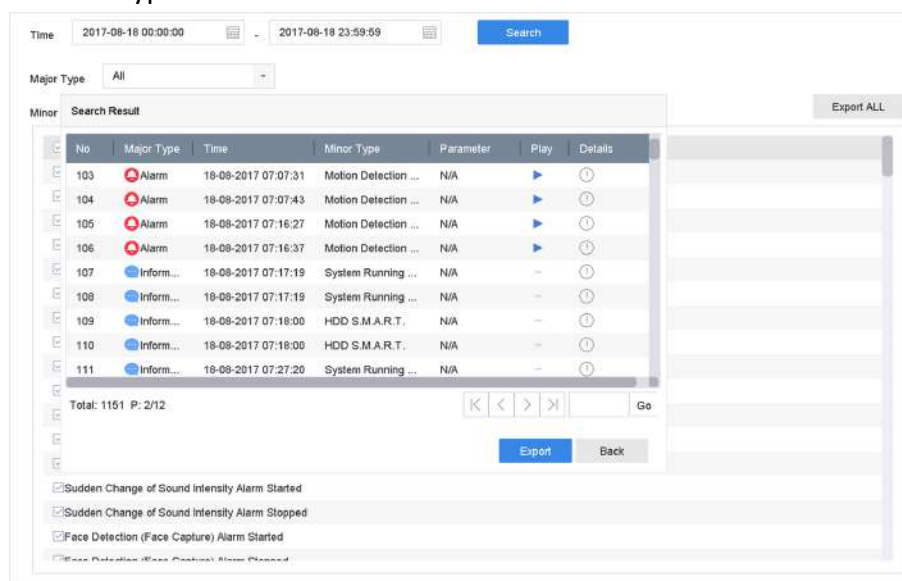 Time 2017-08-18 00:00:00 - 2017-08-18 23:59:59 Search
Major Type All
Minor Search Result Export ALL
No Major Type Time Minor Type Parameter Play Details
103 Alarm 18-08-2017 07:07:31 Motion Detection ... N/A
104 Alarm 18-08-2017 07:07:43 Motion Detection ... N/A
105 Alarm 18-08-2017 07:16:27 Motion Detection ... N/A
106 Alarm 18-08-2017 07:16:37 Motion Detection ... N/A
107 Inform... 18-08-2017 07:17:19 System Running ... N/A —
108 Inform... 18-08-2017 07:17:19 System Running ... N/A —
109 Inform... 18-08-2017 07:18:00 HDD S.M.A.R.T. N/A —
110 Inform... 18-08-2017 07:18:00 HDD S.M.A.R.T. N/A —
111 Inform... 18-08-2017 07:27:20 System Running ... N/A —
Total: 1151 P: 2/12 Go
Export Back
Sudden Change of Sound Intensity Alarm Started
Sudden Change of Sound Intensity Alarm Stopped
Face Detection (Face Capture) Alarm Started
Face Detection (Face Capture) Alarm Stopped